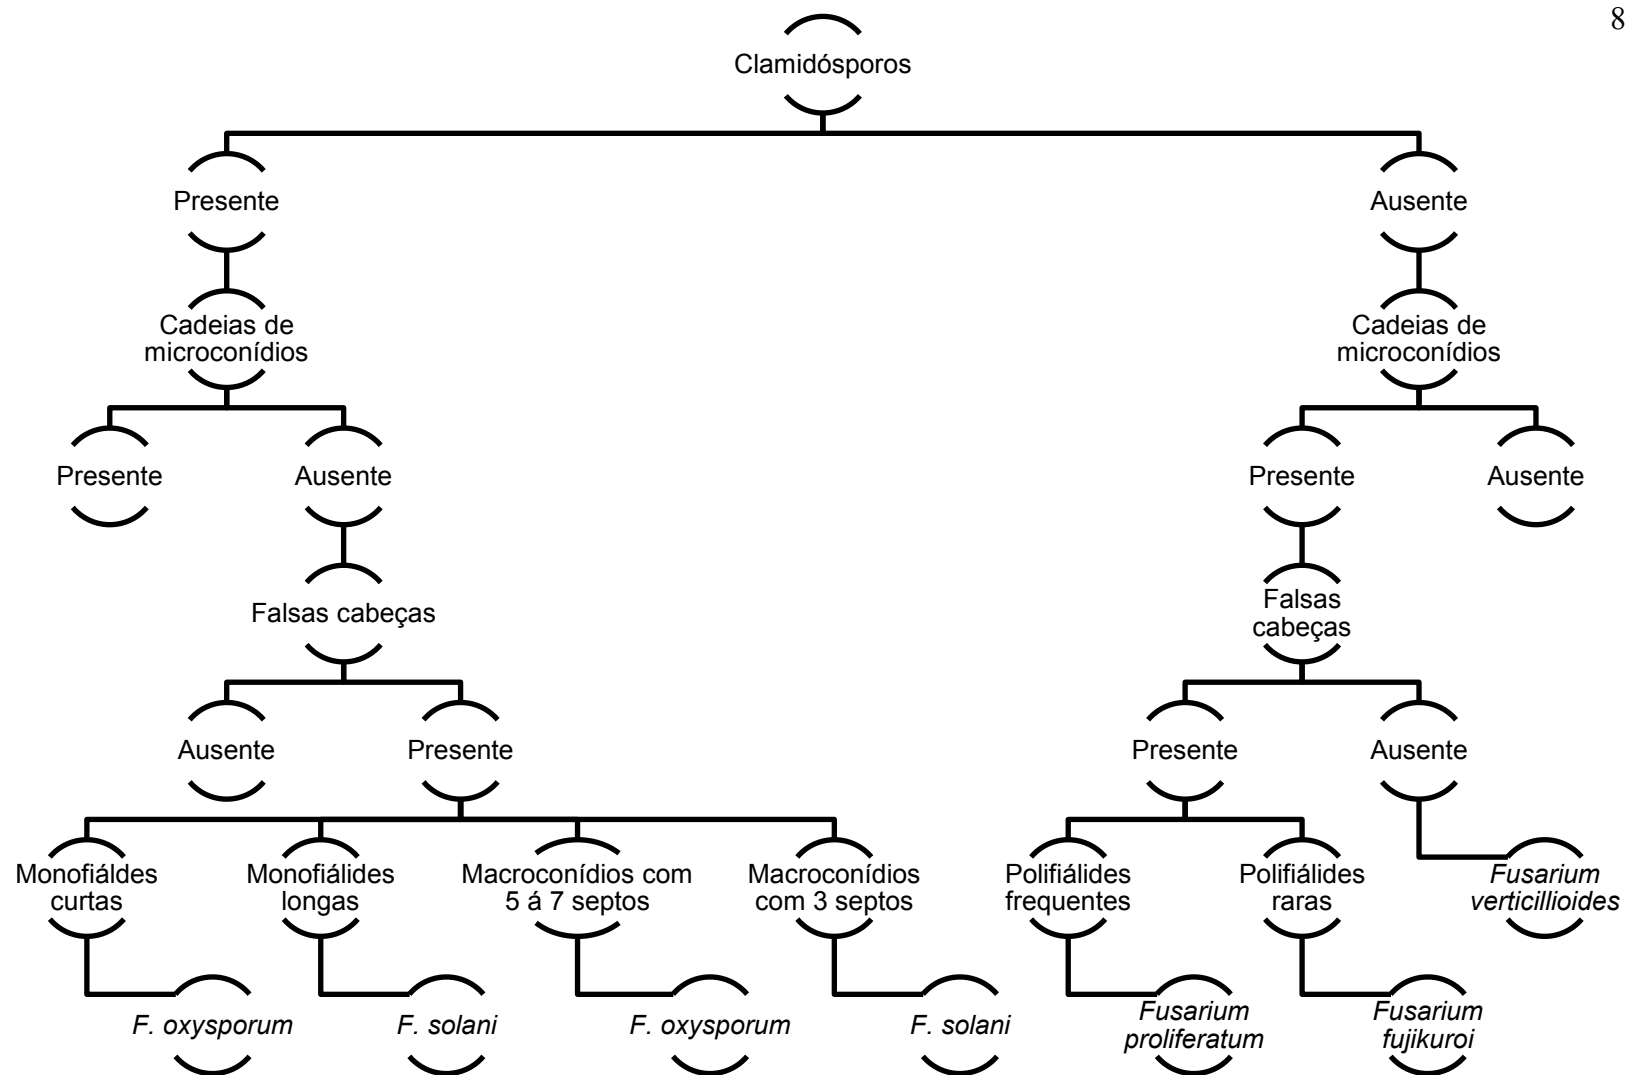 8
Clamidósporos
Presente
Ausente
Cadeias de
microconídios
Cadeias de
microconídios
Presente
Ausente
Presente
Ausente
Falsas cabeças
Falsas
cabeças
Ausente
Presente
Presente
Ausente
Monofiáldes
curtas
Monofiálides
longas
Macroconídios com
5 á 7 septos
Macroconídios
com 3 septos
Polifiálides
frequentes
Polifiálides
raras
Fusarium
verticillioides
F. oxysporum
F. solani
F. oxysporum
F. solani
Fusarium
proliferatum
Fusarium
fujikuroi